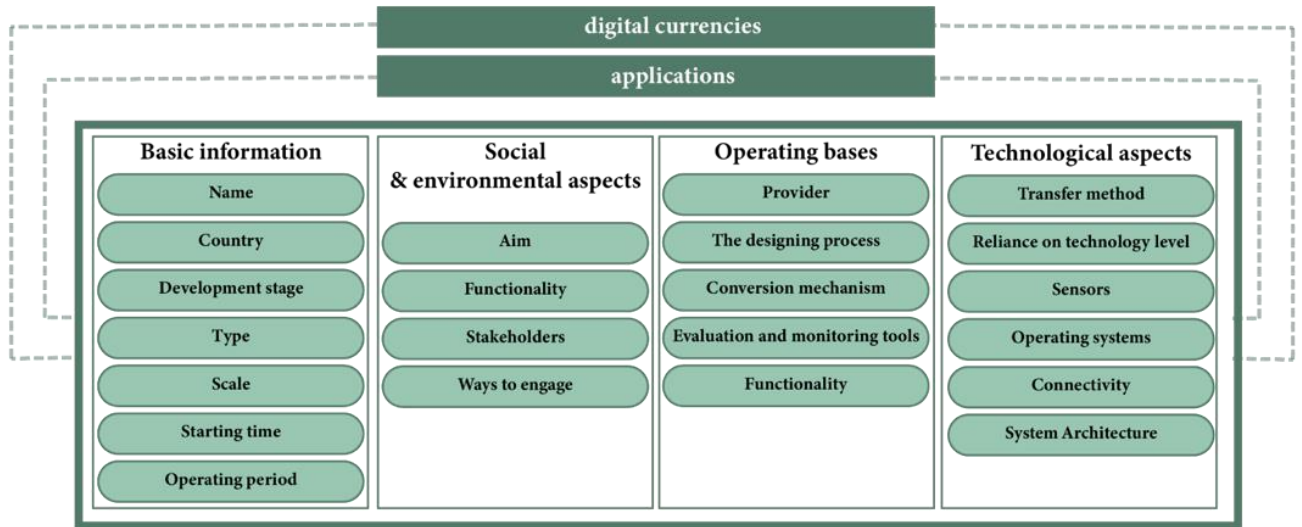 digital currencies
applications
Basic information
Name
Country
Development stage
Type
Scale
Starting time
Operating period
Social
& environmental aspects
Aim
Functionality
Stakeholders
Ways to engage
Operating bases
Provider
The designing process
Conversion mechanism
Evaluation and monitoring tools
Functionality
Technological aspects
Transfer method
Reliance on technology level
Sensors
Operating systems
Connectivity
System Architecture